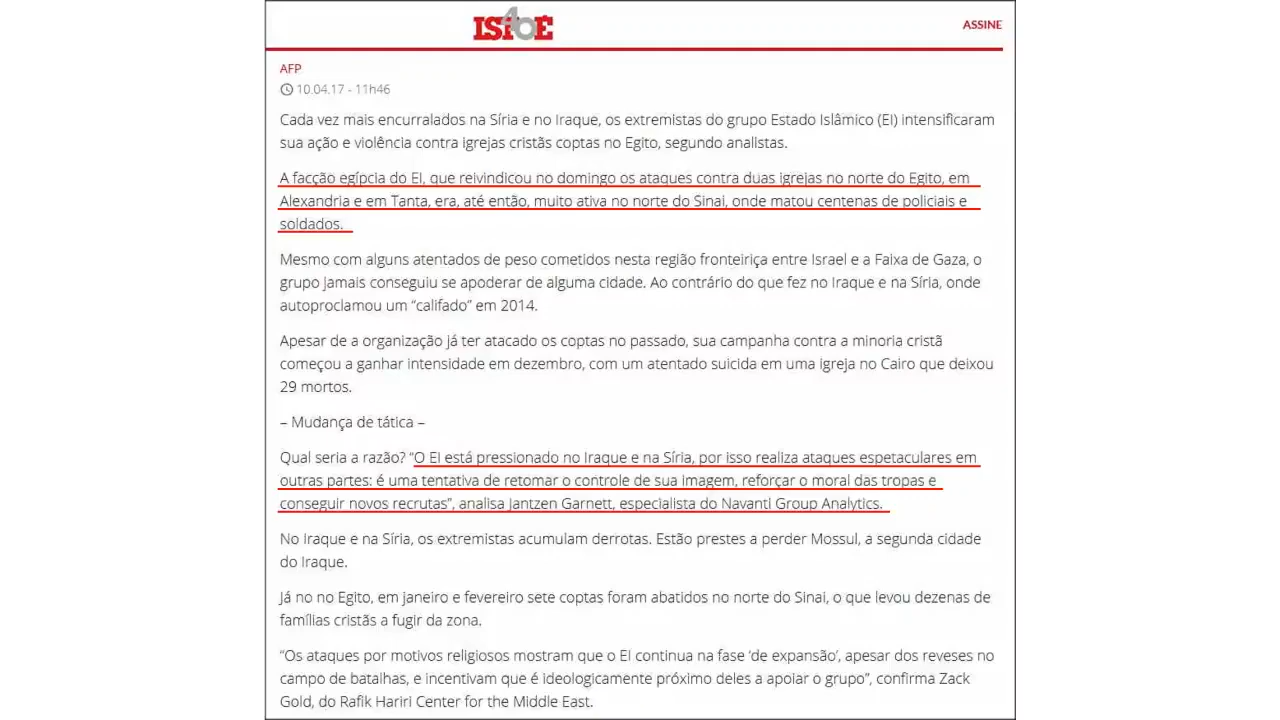 ISTOÉ
40
ASSINE
AFP
10.04.17 - 11h46
Cada vez mais encurralados na Síria e no Iraque, os extremistas do grupo Estado Islâmico (EI) intensificaram
sua ação e violência contra igrejas cristãs coptas no Egito, segundo analistas.
A facção egípcia do EI, que reivindicou no domingo os ataques contra duas igrejas no norte do Egito, em
Alexandria e em Tanta, era, até então, muito ativa no norte do Sinai, onde matou centenas de policiais e
soldados.
Mesmo com alguns atentados de peso cometidos nesta região fronteiriça entre Israel e a Faixa de Gaza, o
grupo jamais conseguiu se apoderar de alguma cidade. Ao contrário do que fez no Iraque e na Síria, onde
autoproclamou um “califado” em 2014.
Apesar de a organização já ter atacado os coptas no passado, sua campanha contra a minoria cristã
começou a ganhar intensidade em dezembro, com um atentado suicida em uma igreja no Cairo que deixou
29 mortos.
– Mudança de tática –
Qual seria a razão? “O EI está pressionado no Iraque e na Síria, por isso realiza ataques espetaculares em
outras partes: é uma tentativa de retomar o controle de sua imagem, reforçar o moral das tropas e
conseguir novos recrutas”, analisa Jantzen Garnett, especialista do Navanti Group Analytics.
No Iraque e na Síria, os extremistas acumulam derrotas. Estão prestes a perder Mossul, a segunda cidade
do Iraque.
Já no no Egito, em janeiro e fevereiro sete coptas foram abatidos no norte do Sinai, o que levou dezenas de
famílias cristãs a fugir da zona.
“Os ataques por motivos religiosos mostram que o EI continua na fase ‘de expansão’, apesar dos reveses no
campo de batalhas, e incentivam que é ideologicamente próximo deles a apoiar o grupo”, confirma Zack
Gold, do Rafik Hariri Center for the Middle East.